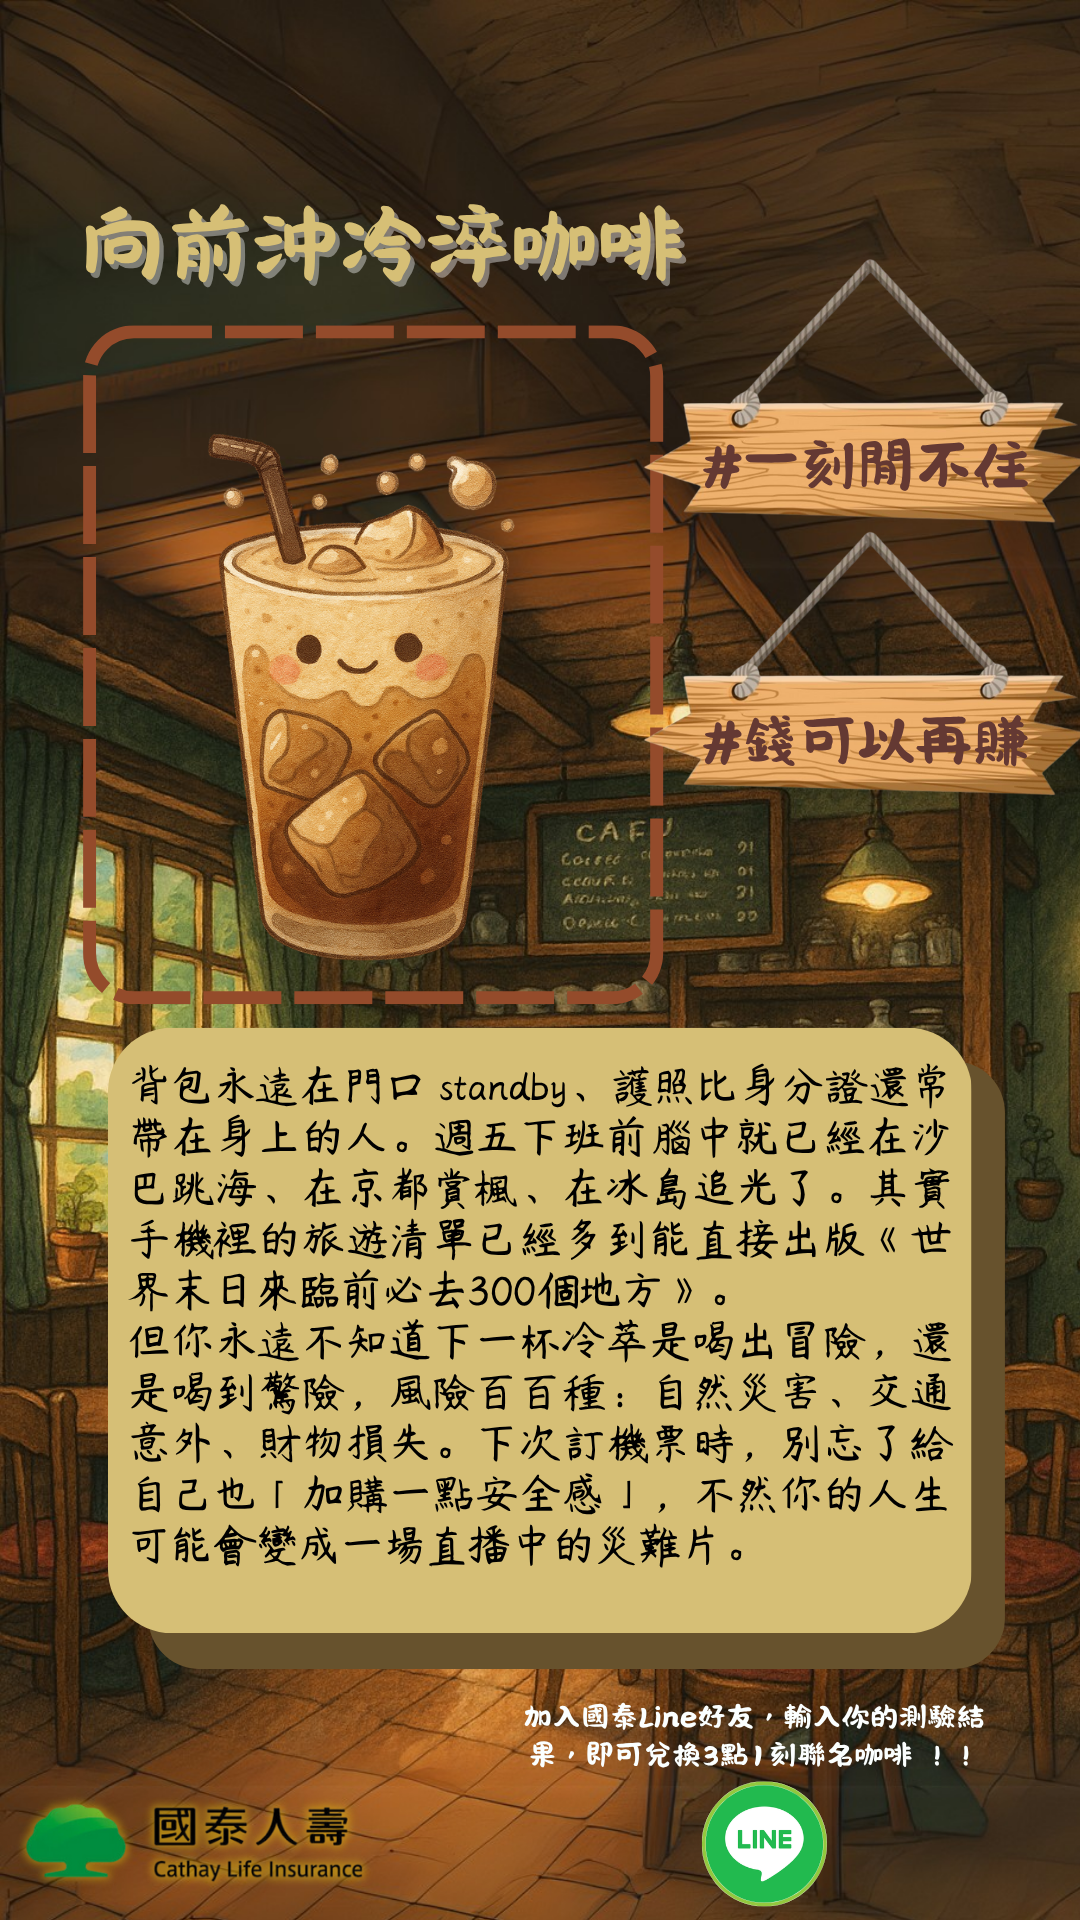 向前沖冷淬咖啡
#一刻閒不住
#錢可以再賺
CAFU
背包永遠在門口 standby、護照比身分證還常
帶在身上的人。週五下班前腦中就已經在沙
巴跳海、在京都賞楓、在冰島追光了。其實
手機裡的旅遊清單已經多到能直接出版《世
界末日來臨前必去300個地方》。
但你永遠不知道下一杯冷萃是喝出冒險，還
是喝到驚險，風險百百種：自然災害、交通
意外、財物損失。下次訂機票時，別忘了給
自己也「加購一點安全感」，不然你的人生
可能會變成一場直播中的災難片。
加入國泰Line好友，輸入你的測驗結
果，即可兌換3點1刻聯名咖啡！！
LINE
國泰人壽
Cathay Life Insurance